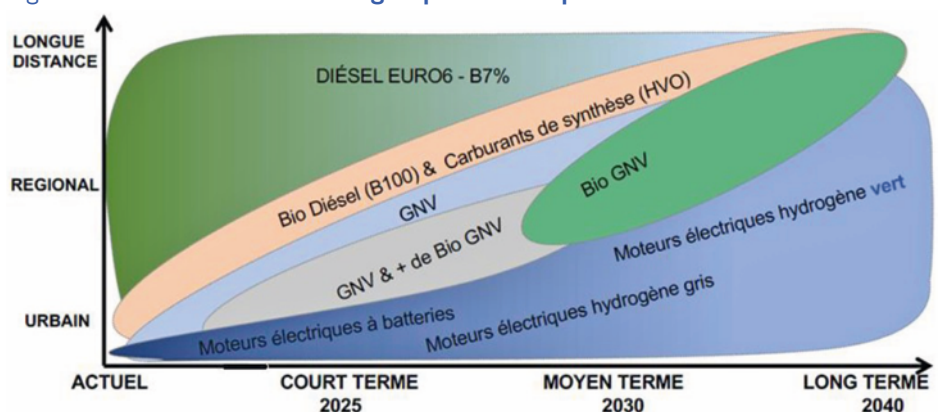 LONGUE
DISTANCE
DIÉSEL EURO6 - B7%
Bio Diésel (B100) & Carburants de synthèse (HVO)
REGIONAL
GNV
Bio GNV
GNV & + de Bio GNV
Moteurs électriques hydrogène vert
URBAIN
Moteurs électriques à batteries
Moteurs électriques hydrogène gris
ACTUEL
COURT TERME
2025
MOYEN TERME
2030
LONG TERME
2040